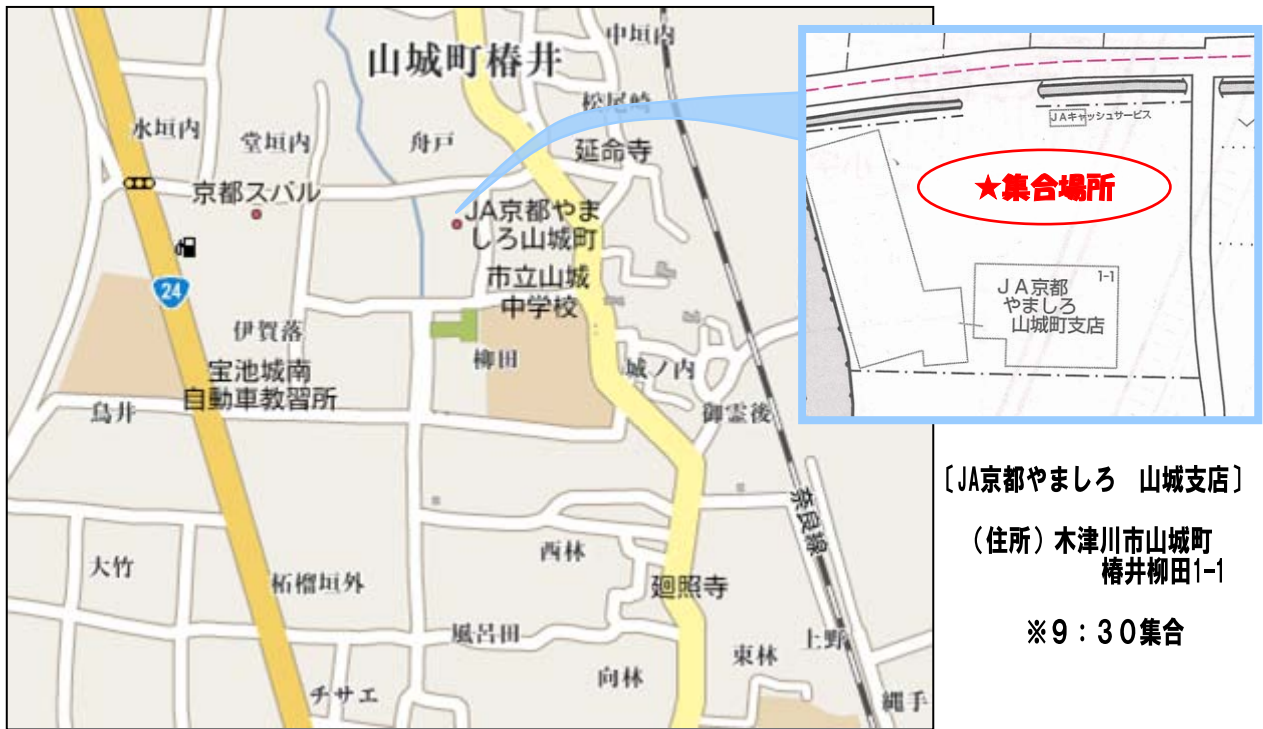 山城町椿井
中垣内
松尾崎
水垣内
堂垣内
舟戸
延命寺
京都スバル
JA京都やま
しろ山城町
市立山城
中学校
24
伊賀落
柳田
城ノ内
宝池城南
自動車教習所
鳥井
御霊後
奈良線
大竹
柘榴垣外
西林
廻照寺
風呂田
上野
東林
向林
チサエ
縄手
JAキャッシュサービス
★集合場所
1-1
JA京都
やましろ
山城町支店
〔JA京都やましろ 山城支店〕
(住所)木津川市山城町
椿井柳田1-1
※9:30集合